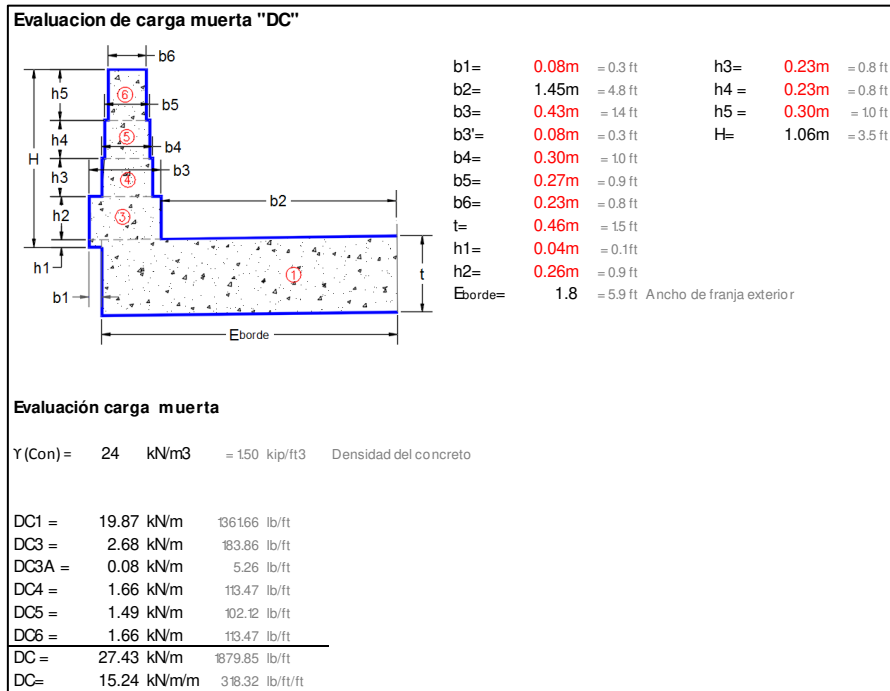 Evaluacion de carga muerta "DC"
b6
h5
⑥
b5
h4
⑤
b4
H
b3
h3
④
b2
h2
③
h1
①
t
b1
Eborde
b1= 0.08m = 0.3 ft
b2= 1.45m = 4.8 ft
b3= 0.43m = 1.4 ft
b3'= 0.08m = 0.3 ft
b4= 0.30m = 1.0 ft
b5= 0.27m = 0.9 ft
b6= 0.23m = 0.8 ft
t= 0.46m = 1.5 ft
h1= 0.04m = 0.1 ft
h2= 0.26m = 0.9 ft
Eborde= 1.8 = 5.9 ft Ancho de franja exterior
h3= 0.23m = 0.8 ft
h4 = 0.23m = 0.8 ft
h5 = 0.30m = 1.0 ft
H= 1.06m = 3.5 ft
Evaluación carga muerta
ϒ(Con) = 24 kN/m3 = 1.50 kip/ft3 Densidad del concreto
DC1 = 19.87 kN/m 1361.66 lb/ft
DC3 = 2.68 kN/m 183.86 lb/ft
DC3A = 0.08 kN/m 5.26 lb/ft
DC4 = 1.66 kN/m 113.47 lb/ft
DC5 = 1.49 kN/m 102.12 lb/ft
DC6 = 1.66 kN/m 113.47 lb/ft
DC = 27.43 kN/m 1879.85 lb/ft
DC= 15.24 kN/m/m 318.32 lb/ft/ft